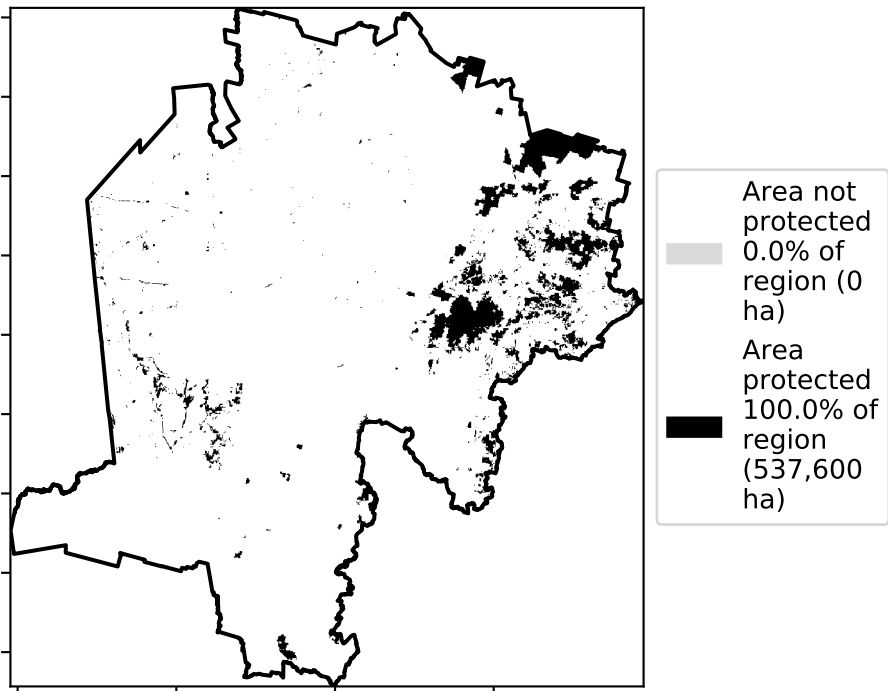 Area not
protected
0.0% of
region (0
ha)
Area
protected
100.0% of
region
(537,600
ha)